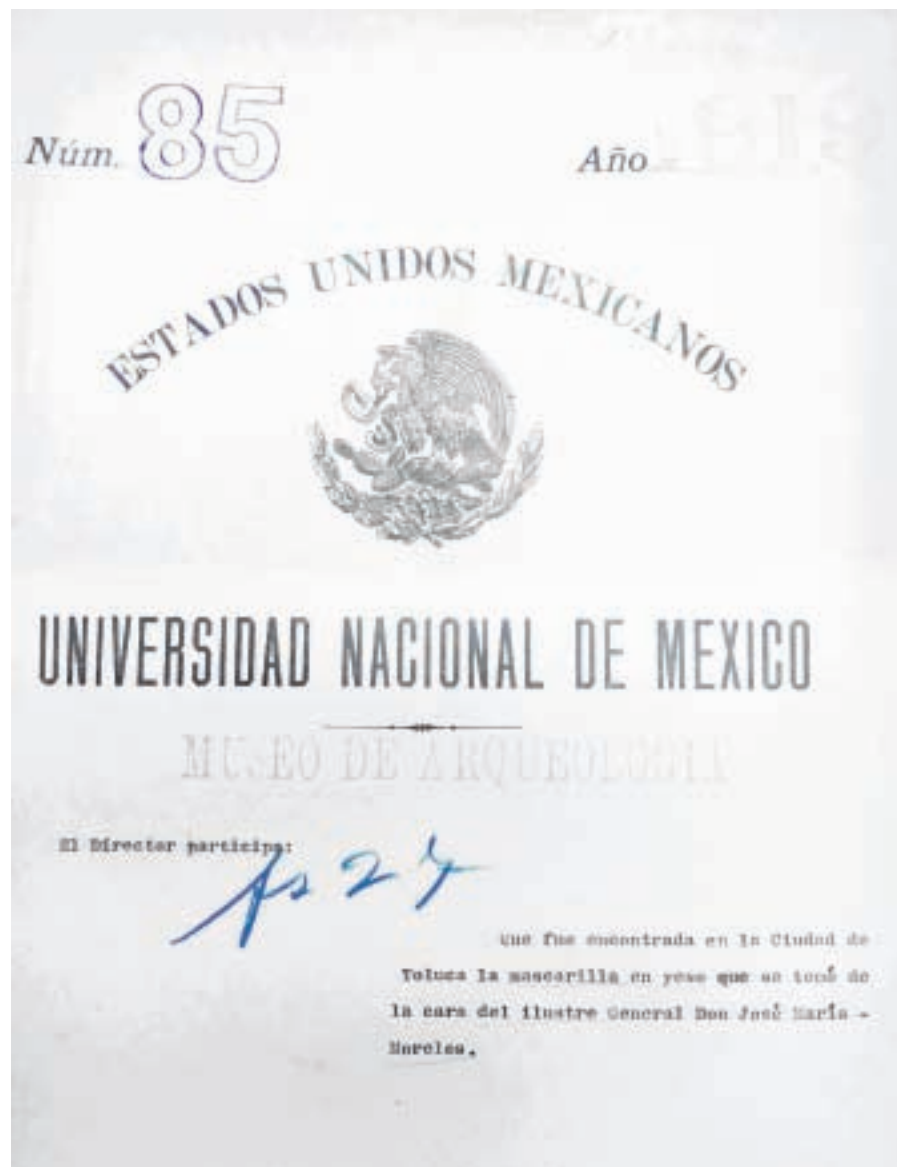 Núm. 85
Año
ESTADOS UNIDOS MEXICANOS
UNIVERSIDAD NACIONAL DE MEXICO
MUSEO DE ARQUEOLOGIA
El Director participa:
fs 27
Que fue encontrada en la Ciudad de
Toluca la mascarilla en yeso que se tomó de
la cara del ilustre General Don José María -
Morelos.